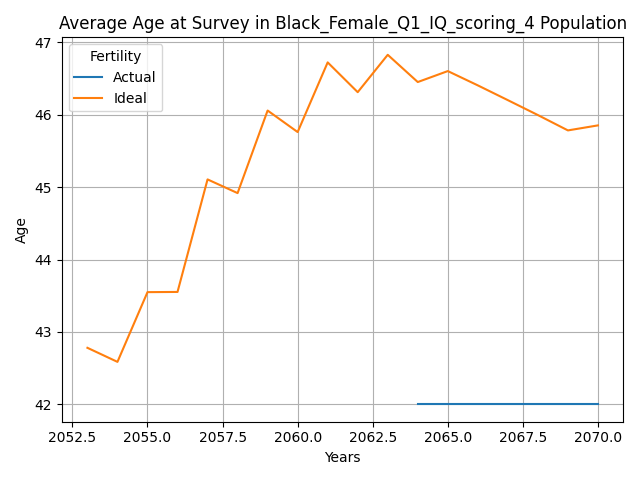 Average Age at Survey in Black_Female_Q1_IQ_scoring_4 Population
47
46
45
44
43
42
Age
Fertility
Actual
Ideal
2052.5 2055.0 2057.5 2060.0 2062.5 2065.0 2067.5 2070.0
Years